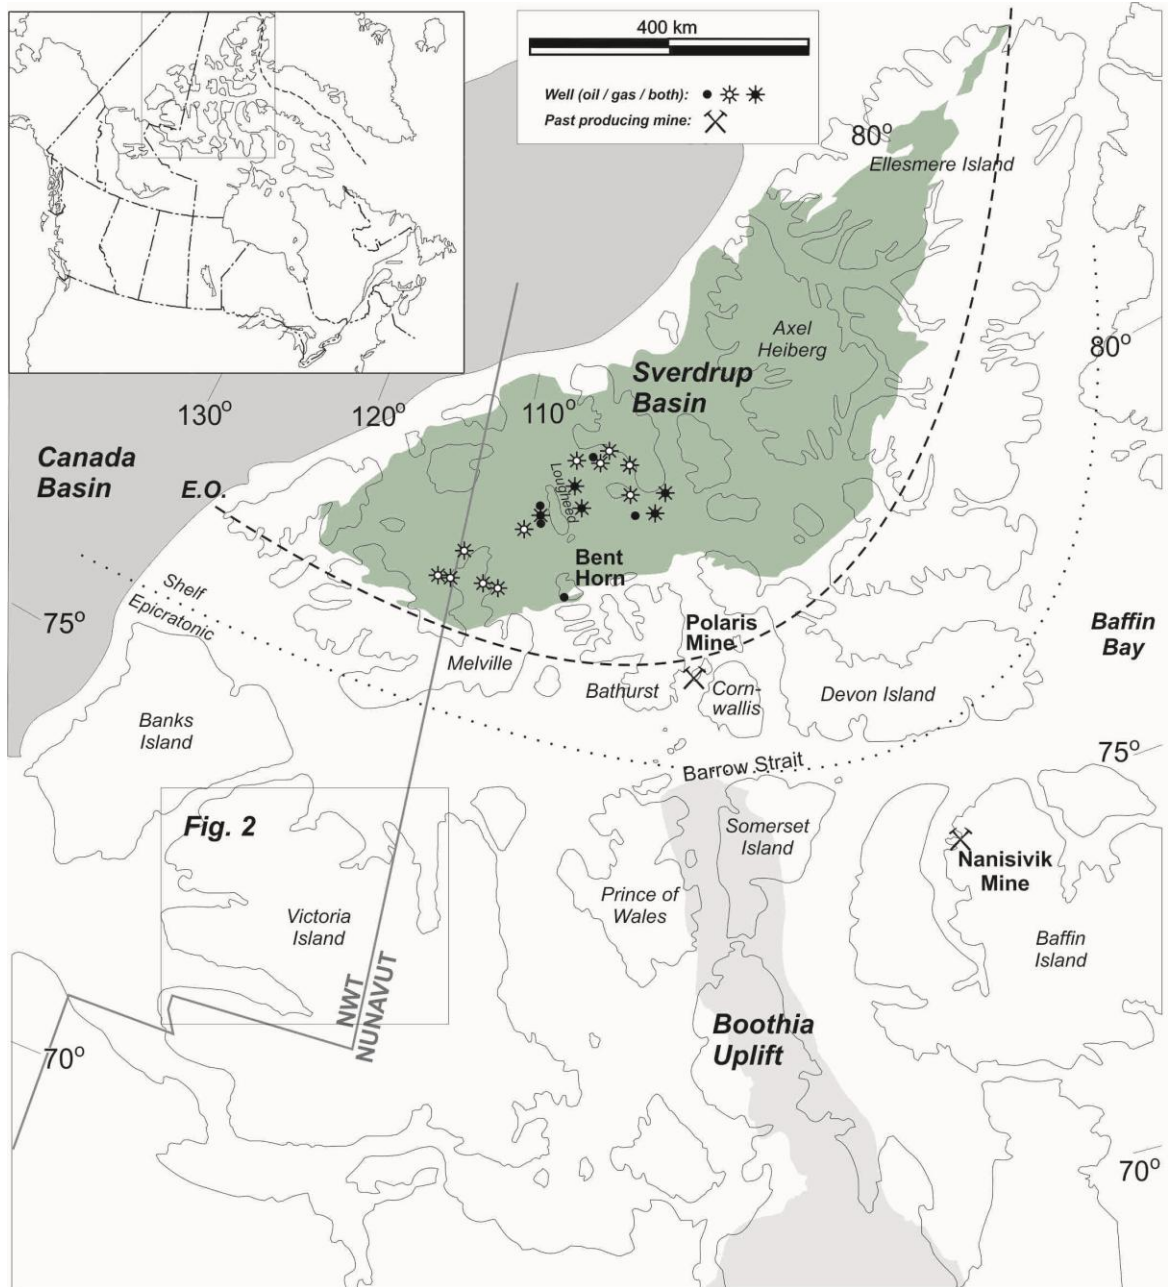 400 km
Well (oil / gas / both):
Past producing mine:
80°
Ellesmere Island
Axel
Heiberg
80°
Sverdrup
Basin
130°
120°
110°
Canada
Basin
E.O.
Lougheed
Bent
Horn
Shelf
Epicratonic
75°
Polaris
Mine
Baffin
Bay
Melville
Bathurst
Corn-
wallis
Devon Island
Banks
Island
Barrow Strait
75°
Fig. 2
Somerset
Island
Nanisivik
Mine
Prince of
Wales
Victoria
Island
Baffin
Island
NWT
NUNAVUT
Boothia
Uplift
70°
70°